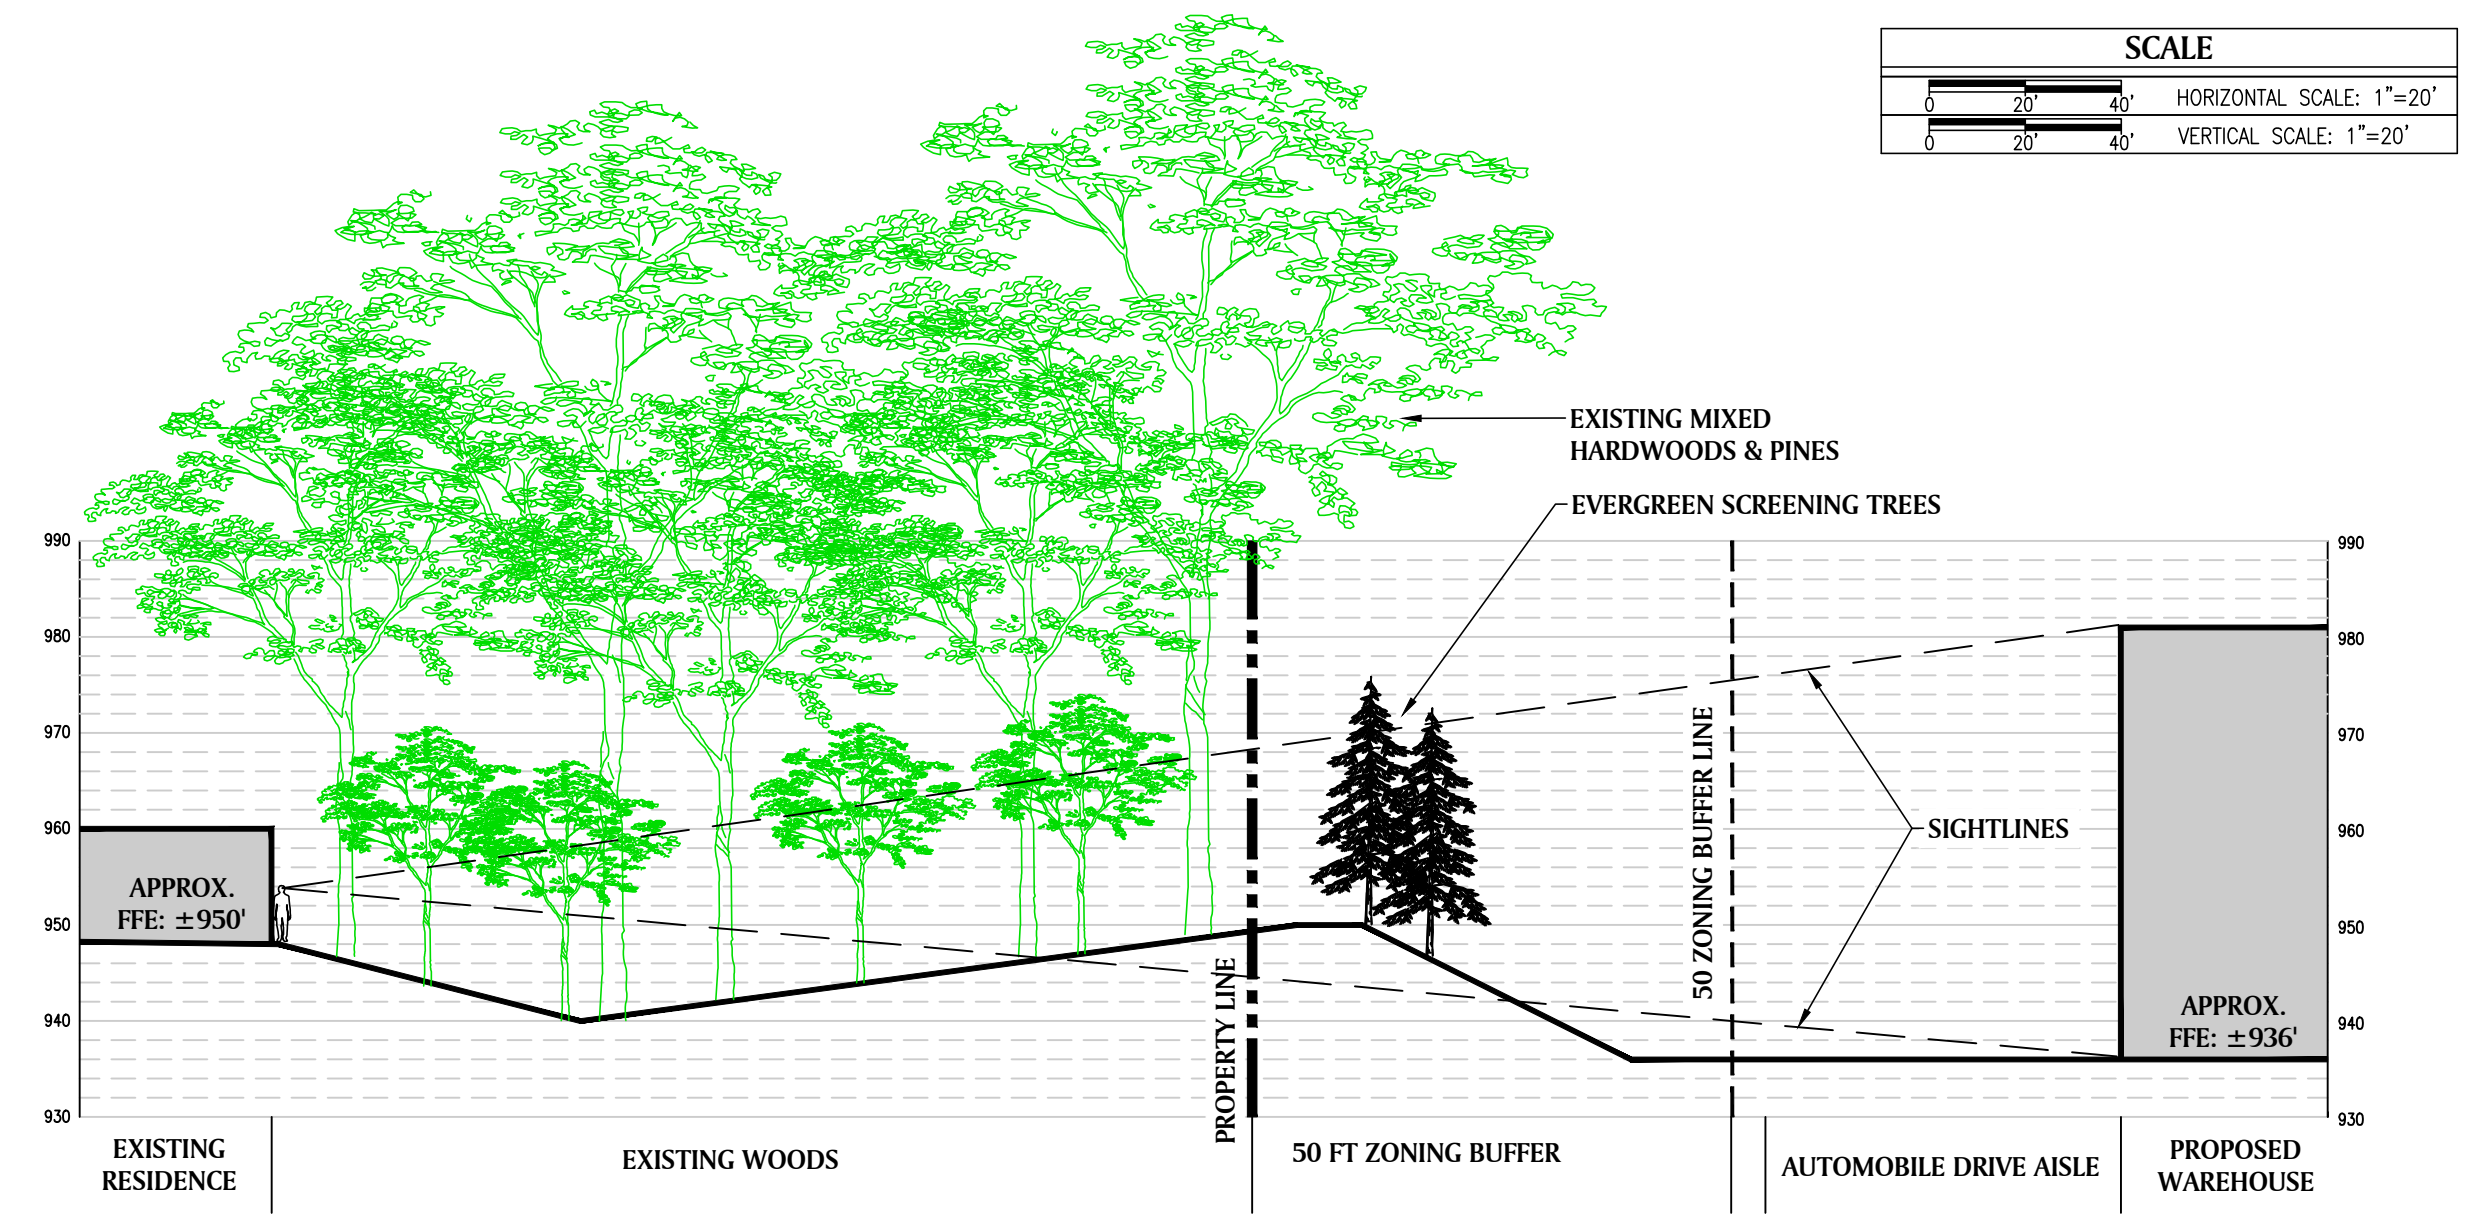 SCALE
0 20' 40' HORIZONTAL SCALE: 1"=20'
0 20' 40' VERTICAL SCALE: 1"=20'
EXISTING MIXED
HARDWOODS & PINES
EVERGREEN SCREENING TREES
990
980
970
960
950
940
930
APPROX.
FFE: ±950'
PROPERTY LINE
50 ZONING BUFFER LINE
SIGHTLINES
APPROX.
FFE: ±936'
990
980
970
960
950
940
930
EXISTING
RESIDENCE
EXISTING WOODS
50 FT ZONING BUFFER
AUTOMOBILE DRIVE AISLE
PROPOSED
WAREHOUSE